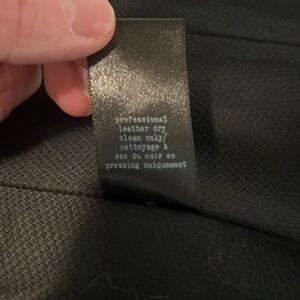 professional
leather dry
clean only/
nettoyage à
sec du cuir en
pressing uniquement